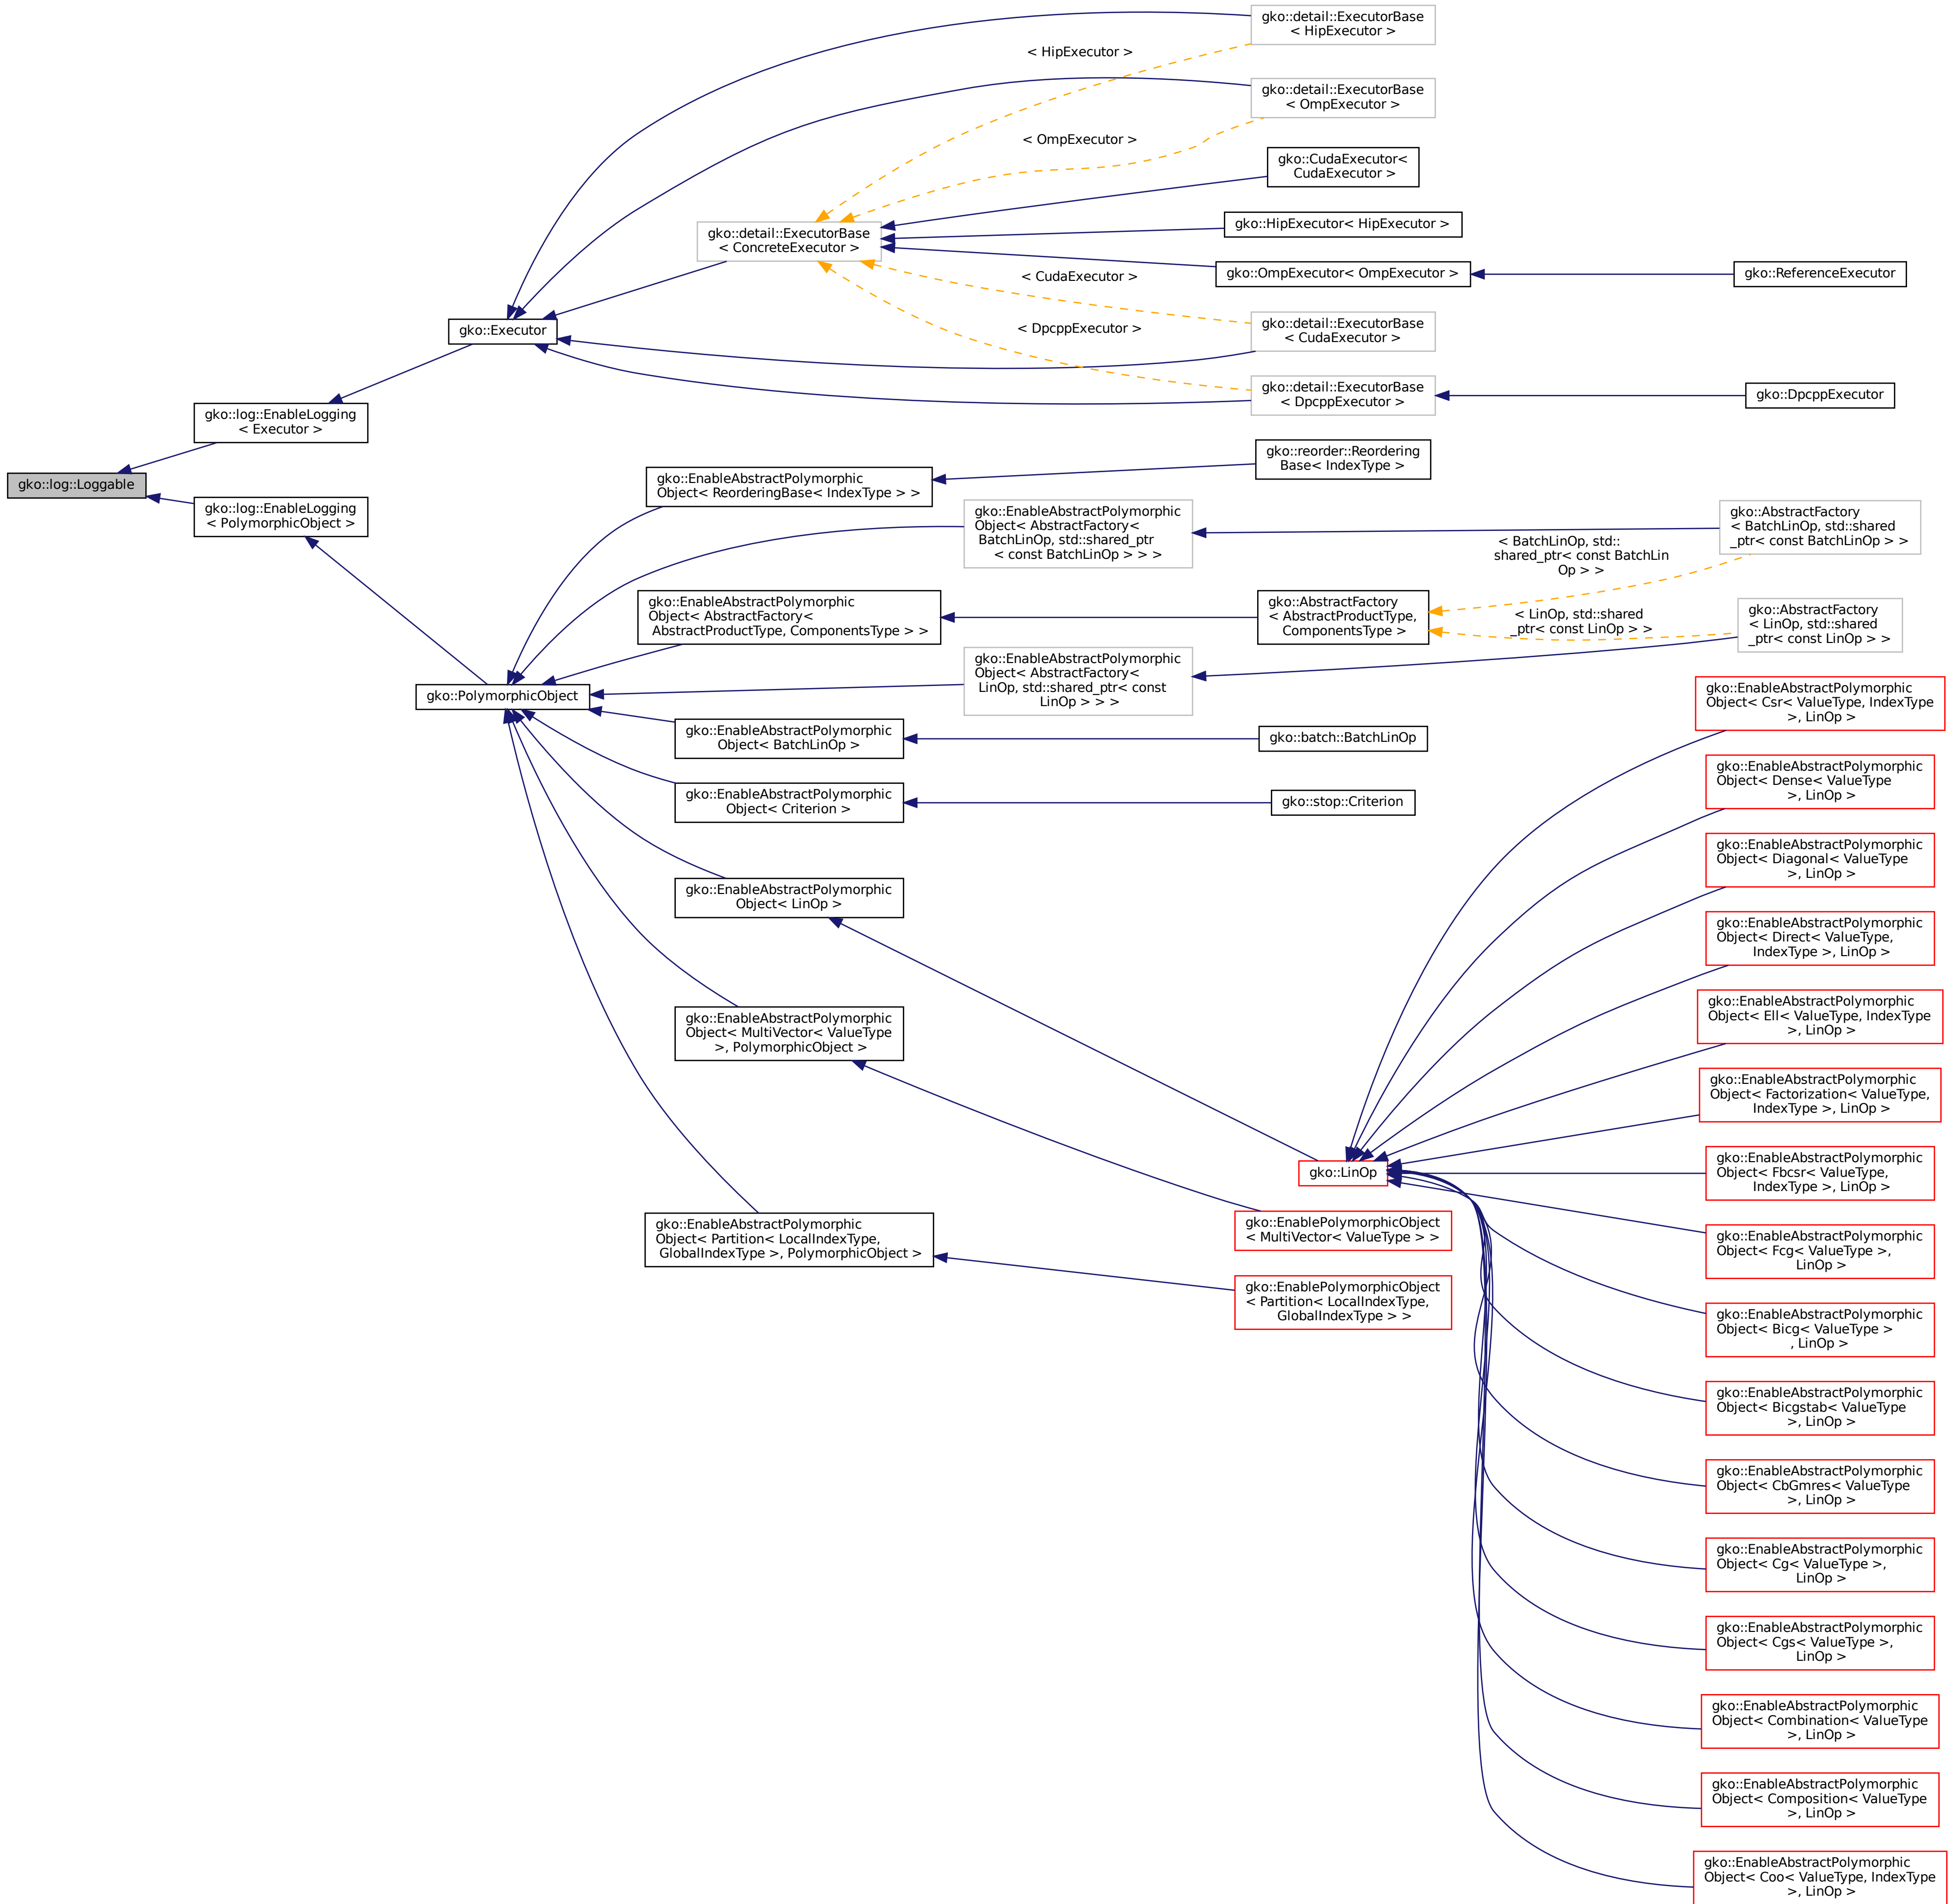 gko::detail::ExecutorBase
< HipExecutor >
< HipExecutor >
gko::detail::ExecutorBase
< OmpExecutor >
< OmpExecutor >
gko::CudaExecutor<
CudaExecutor >
gko::HipExecutor< HipExecutor >
gko::detail::ExecutorBase
< ConcreteExecutor >
gko::OmpExecutor< OmpExecutor >
gko::ReferenceExecutor
< CudaExecutor >
gko::detail::ExecutorBase
< CudaExecutor >
< DpcppExecutor >
gko::Executor
gko::detail::ExecutorBase
< DpcppExecutor >
gko::DpcppExecutor
gko::log::EnableLogging
< Executor >
gko::log::Loggable
gko::log::EnableLogging
< PolymorphicObject >
gko::reorder::Reordering
Base< IndexType >
gko::EnableAbstractPolymorphic
Object< ReorderingBase< IndexType > >
gko::EnableAbstractPolymorphic
Object< AbstractFactory<
BatchLinOp, std::shared_ptr
< const BatchLinOp > > >
gko::AbstractFactory
< BatchLinOp, std::shared
_ptr< const BatchLinOp > >
< BatchLinOp, std::
shared_ptr< const BatchLin
Op > >
gko::EnableAbstractPolymorphic
Object< AbstractFactory<
AbstractProductType, ComponentsType > >
gko::AbstractFactory
< AbstractProductType,
ComponentsType >
< LinOp, std::shared
_ptr< const LinOp > >
gko::AbstractFactory
< LinOp, std::shared
_ptr< const LinOp > >
gko::EnableAbstractPolymorphic
Object< AbstractFactory<
LinOp, std::shared_ptr< const
LinOp > > >
gko::PolymorphicObject
gko::EnableAbstractPolymorphic
Object< BatchLinOp >
gko::batch::BatchLinOp
gko::EnableAbstractPolymorphic
Object< Criterion >
gko::stop::Criterion
gko::EnableAbstractPolymorphic
Object< LinOp >
gko::EnableAbstractPolymorphic
Object< MultiVector< ValueType
>, PolymorphicObject >
gko::EnableAbstractPolymorphic
Object< Partition< LocalIndexType,
GlobalIndexType >, PolymorphicObject >
gko::LinOp
gko::EnablePolymorphicObject
< MultiVector< ValueType > >
gko::EnablePolymorphicObject
< Partition< LocalIndexType,
GlobalIndexType > >
gko::EnableAbstractPolymorphic
Object< Csr< ValueType, IndexType
>, LinOp >
gko::EnableAbstractPolymorphic
Object< Dense< ValueType
>, LinOp >
gko::EnableAbstractPolymorphic
Object< Diagonal< ValueType
>, LinOp >
gko::EnableAbstractPolymorphic
Object< Direct< ValueType,
IndexType >, LinOp >
gko::EnableAbstractPolymorphic
Object< Ell< ValueType, IndexType
>, LinOp >
gko::EnableAbstractPolymorphic
Object< Factorization< ValueType,
IndexType >, LinOp >
gko::EnableAbstractPolymorphic
Object< Fbcsr< ValueType,
IndexType >, LinOp >
gko::EnableAbstractPolymorphic
Object< Fcg< ValueType >,
LinOp >
gko::EnableAbstractPolymorphic
Object< Bicg< ValueType >
, LinOp >
gko::EnableAbstractPolymorphic
Object< Bicgstab< ValueType
>, LinOp >
gko::EnableAbstractPolymorphic
Object< CbGmres< ValueType
>, LinOp >
gko::EnableAbstractPolymorphic
Object< Cg< ValueType >,
LinOp >
gko::EnableAbstractPolymorphic
Object< Cgs< ValueType >,
LinOp >
gko::EnableAbstractPolymorphic
Object< Combination< ValueType
>, LinOp >
gko::EnableAbstractPolymorphic
Object< Composition< ValueType
>, LinOp >
gko::EnableAbstractPolymorphic
Object< Coo< ValueType, IndexType
>, LinOp >